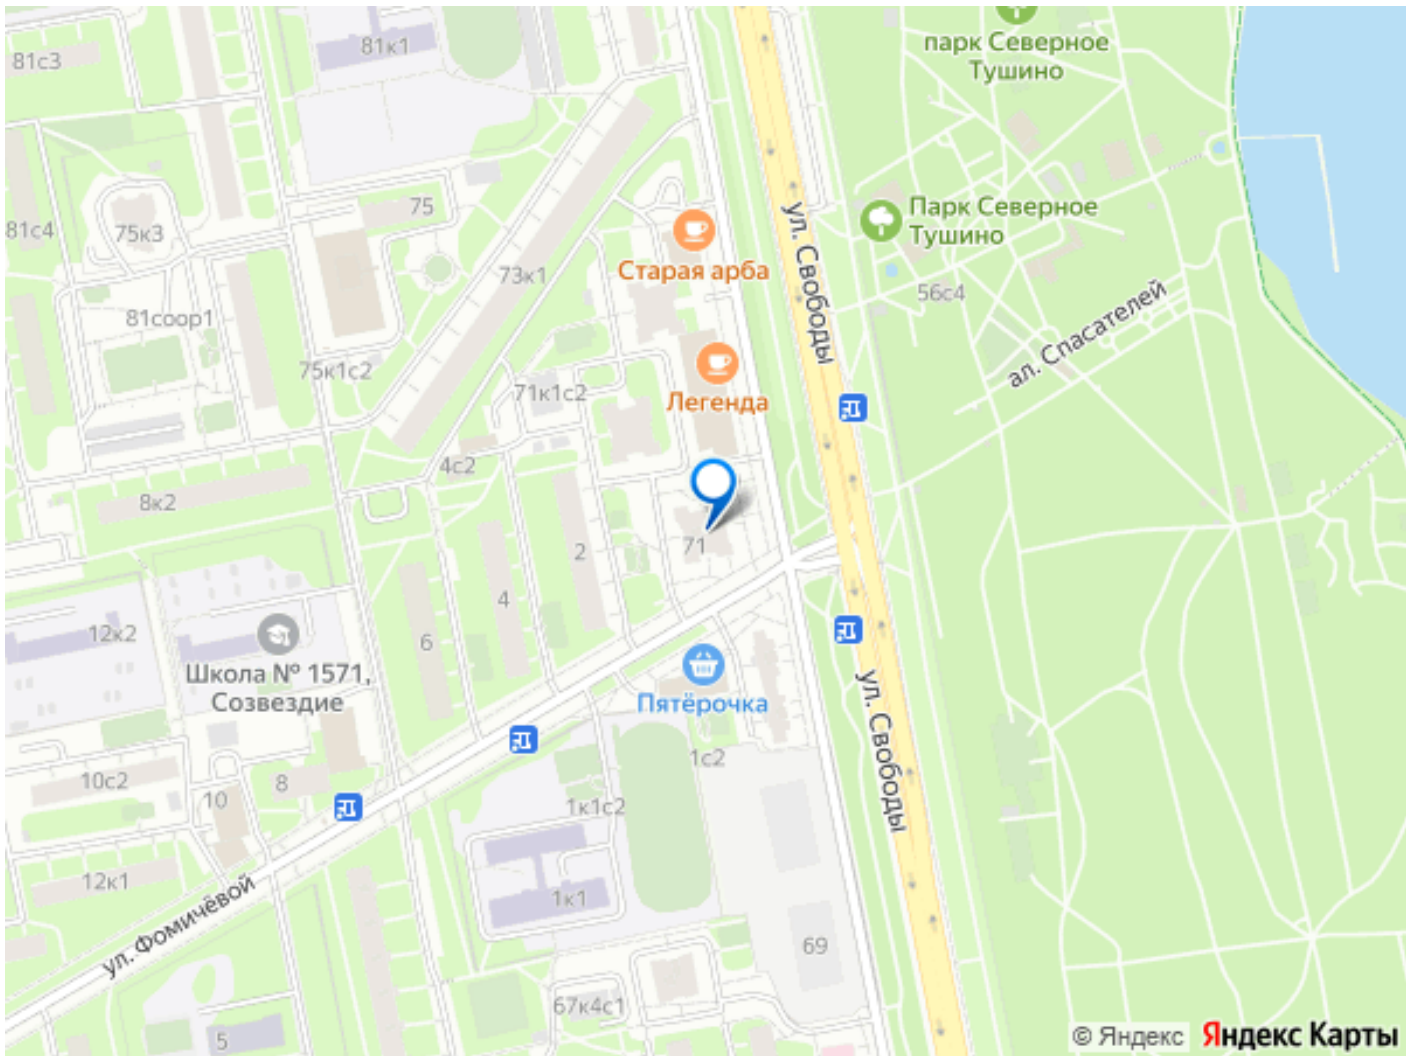 81с3
81к1
парк Северное
Тушино
81с4
75к3
75
Старая арба
73к1
ул. Свободы
Парк Северное
Тушино
56с4
ал. Спасателей
81соор1
75к1с2
71к1с2
Легенда
4с2
8к2
71
2
4
6
12к2
Школа № 1571,
Созвездие
Пятёрочка
ул. Свободы
1с2
10с2
8
10
1к1с2
12к1
1к1
ул. Фомичёвой
69
67к4с1
5
© Яндекс Яндекс Карты